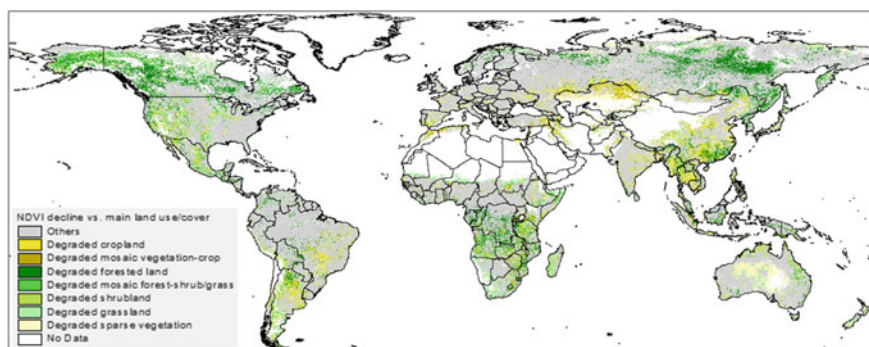 NDVI decline vs. main land use/cover
Others
Degraded cropland
Degraded mosaic vegetation-crop
Degraded forested land
Degraded mosaic forest-shrub/grass
Degraded shrubland
Degraded grassland
Degraded sparse vegetation
No Data